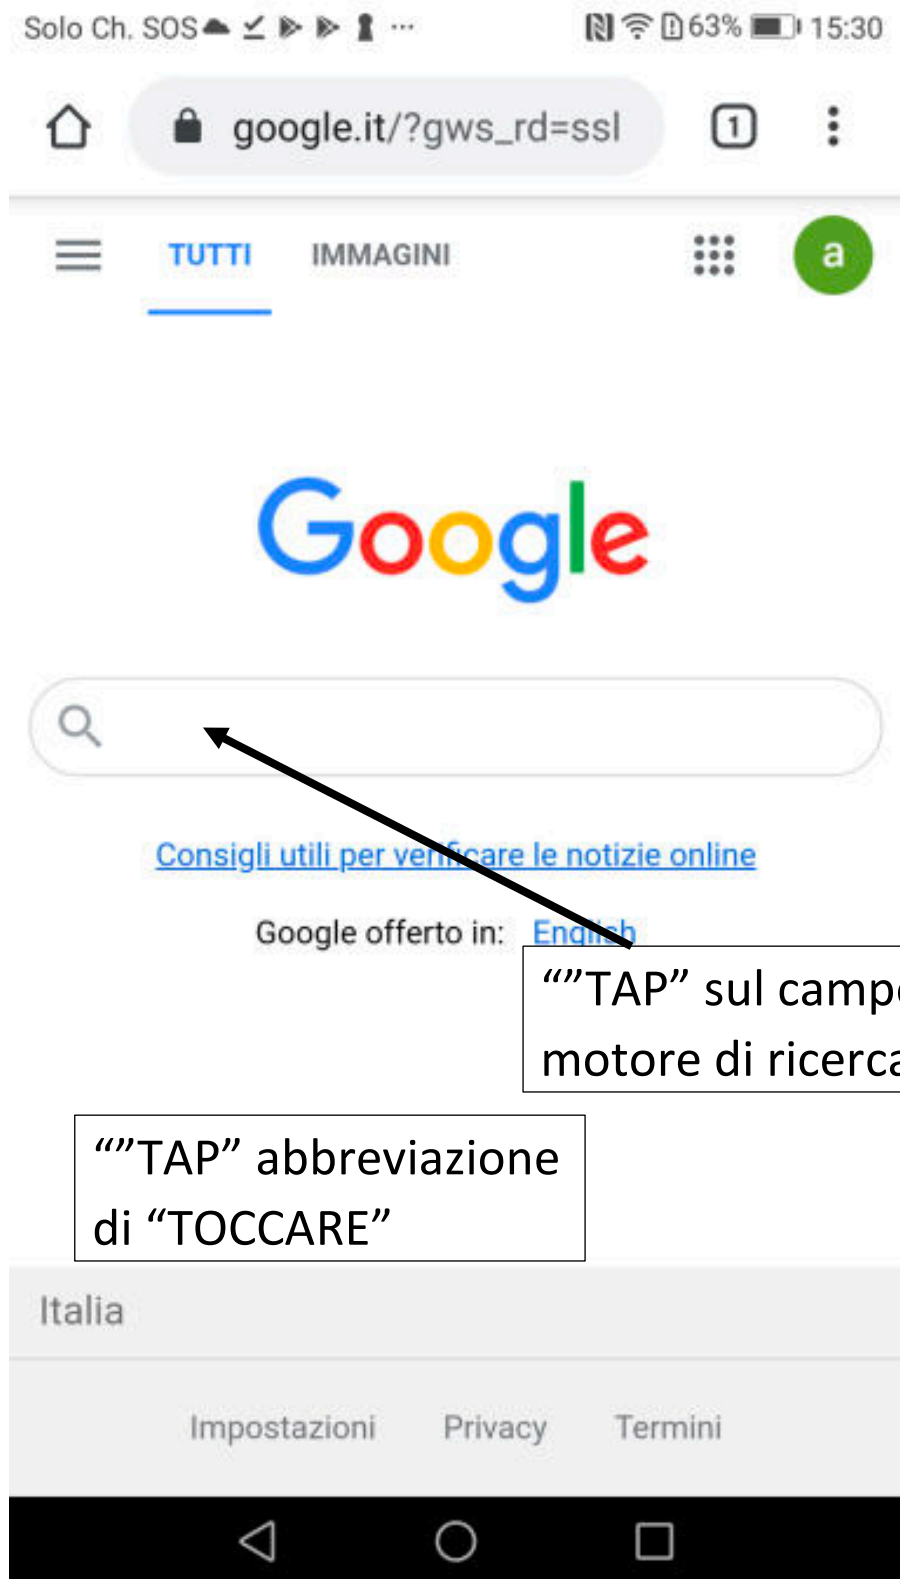 Solo Ch. SOS 63% 15:30
google.it/?gws_rd=ssl 1
TUTTI IMMAGINI a
Google
Consigli utili per verificare le notizie online
Google offerto in: English
“”TAP” sul campo
motore di ricerca
“”TAP” abbreviazione
di “TOCCARE”
Italia
Impostazioni Privacy Termini